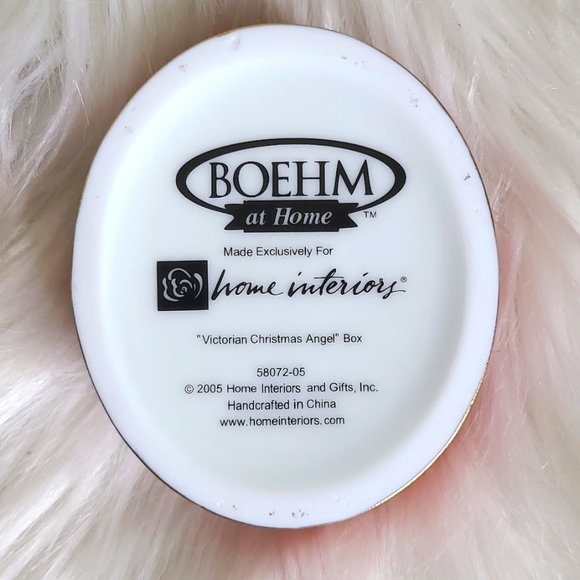 BOEHM
at Home ™
Made Exclusively For
home interiors®
"Victorian Christmas Angel" Box
58072-05
© 2005 Home Interiors and Gifts, Inc.
Handcrafted in China
www.homeinteriors.com